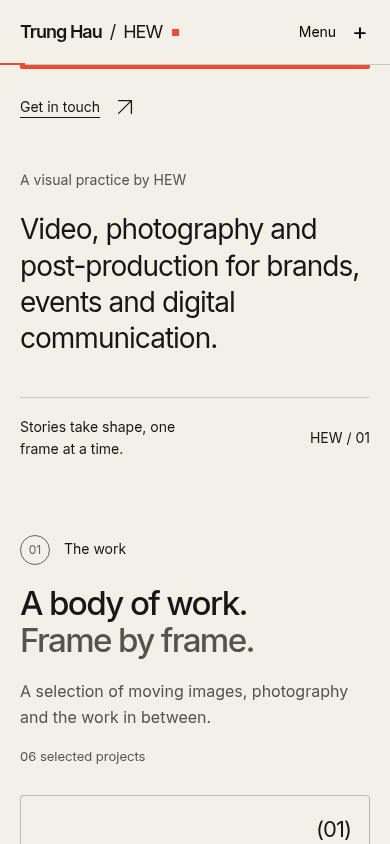 Trung Hau / HEW
Menu +
Get in touch
A visual practice by HEW
Video, photography and
post-production for brands,
events and digital
communication.
Stories take shape, one
frame at a time.
HEW / 01
01 The work
A body of work.
Frame by frame.
A selection of moving images, photography
and the work in between.
06 selected projects
(01)